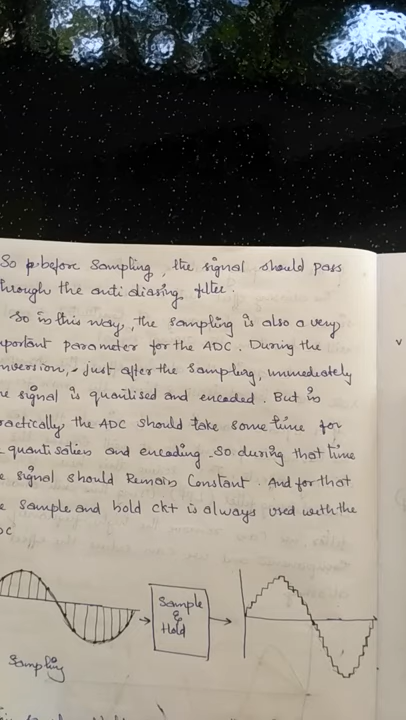 So before Sampling, the signal should pass
hrough the anti aliasing filter.
So in this way, the sampling is also a very
portant parameter for the ADC. During the
nversion, just after the Sampling, immediately
he signal is quantised and encoded. But in
ractically, the ADC should take some time for
quantisation and encoding. So during that time
e signal should Remain Constant. And for that
e sample and hold ckt is always used with the
DC
Sample
&
Hold
Sampling